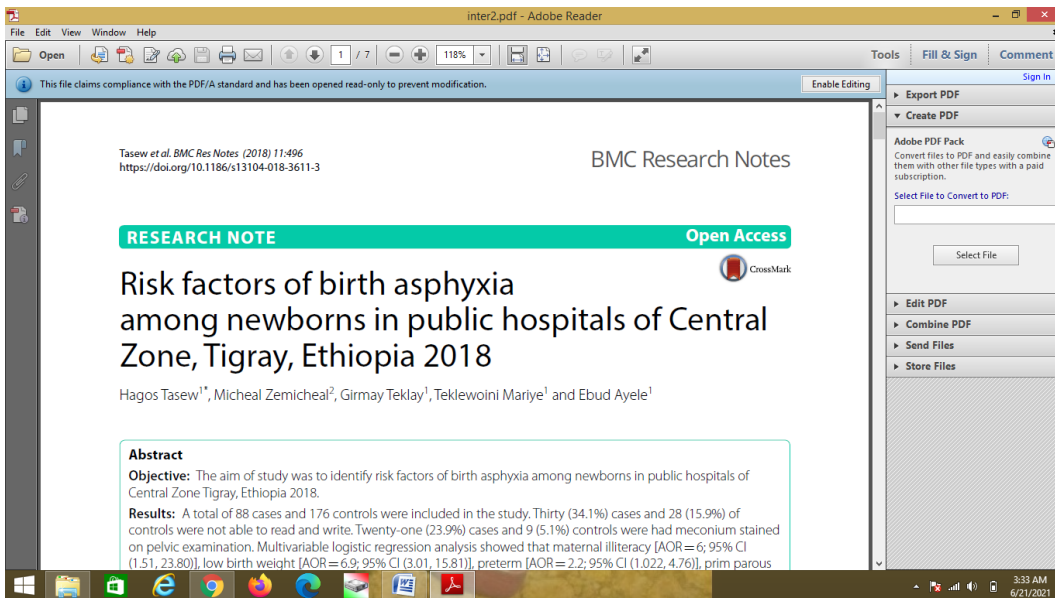 inter2.pdf - Adobe Reader
File Edit View Window Help
Open 1 / 7 118% Tools Fill & Sign Comment
This file claims compliance with the PDF/A standard and has been opened read-only to prevent modification. Enable Editing
Sign In
Export PDF
Create PDF
Adobe PDF Pack
Convert files to PDF and easily combine
them with other file types with a paid
subscription.
Select File to Convert to PDF:
Select File
Edit PDF
Combine PDF
Send Files
Store Files
Tasew et al. BMC Res Notes (2018) 11:496
https://doi.org/10.1186/s13104-018-3611-3
BMC Research Notes
RESEARCH NOTE
Open Access
CrossMark
Risk factors of birth asphyxia
among newborns in public hospitals of Central
Zone, Tigray, Ethiopia 2018
Hagos Tasew1*, Micheal Zemicheal2, Girmay Teklay1, Teklewoini Mariye1 and Ebud Ayele1
Abstract
Objective: The aim of study was to identify risk factors of birth asphyxia among newborns in public hospitals of
Central Zone Tigray, Ethiopia 2018.
Results: A total of 88 cases and 176 controls were included in the study. Thirty (34.1%) cases and 28 (15.9%) of
controls were not able to read and write. Twenty-one (23.9%) cases and 9 (5.1%) controls were had meconium stained
on pelvic examination. Multivariable logistic regression analysis showed that maternal illiteracy [AOR = 6; 95% CI
(1.51, 23.80)], low birth weight [AOR = 6.9; 95% CI (3.01, 15.81)], preterm [AOR = 2.2; 95% CI (1.022, 4.76)], prim parous
3:33 AM
6/21/2021